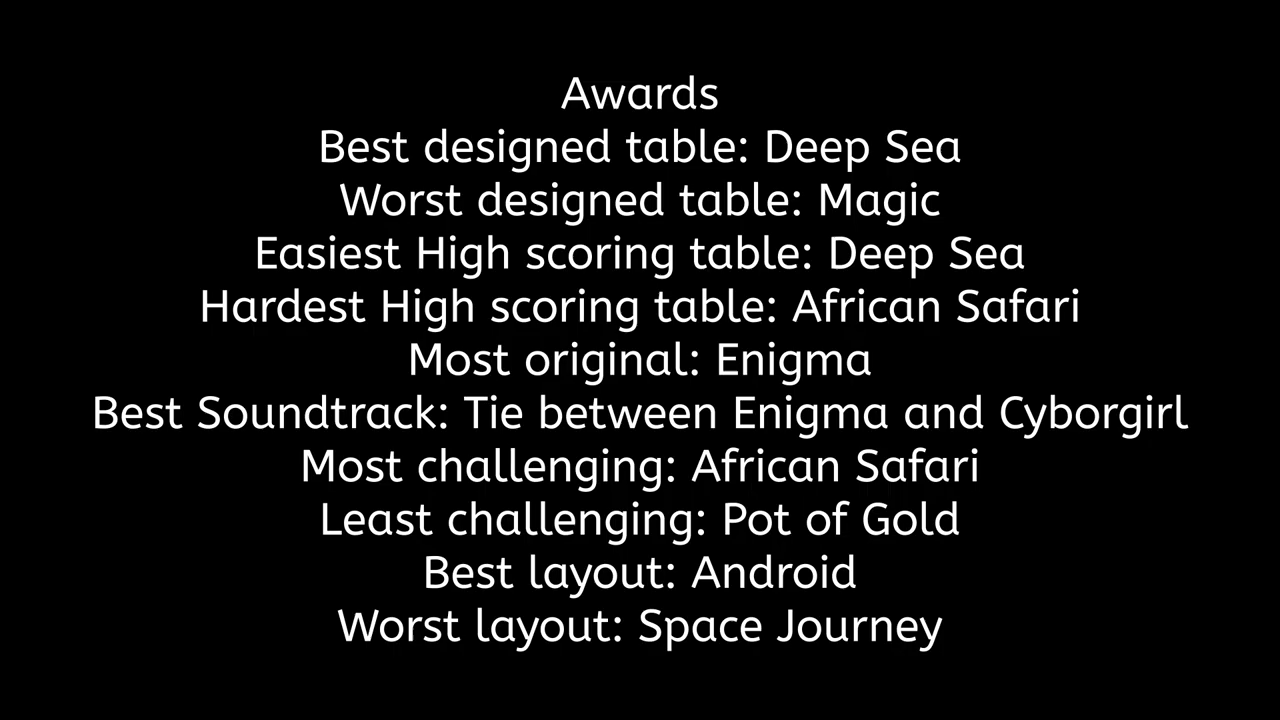 Awards
Best designed table: Deep Sea
Worst designed table: Magic
Easiest High scoring table: Deep Sea
Hardest High scoring table: African Safari
Most original: Enigma
Best Soundtrack: Tie between Enigma and Cyborgirl
Most challenging: African Safari
Least challenging: Pot of Gold
Best layout: Android
Worst layout: Space Journey